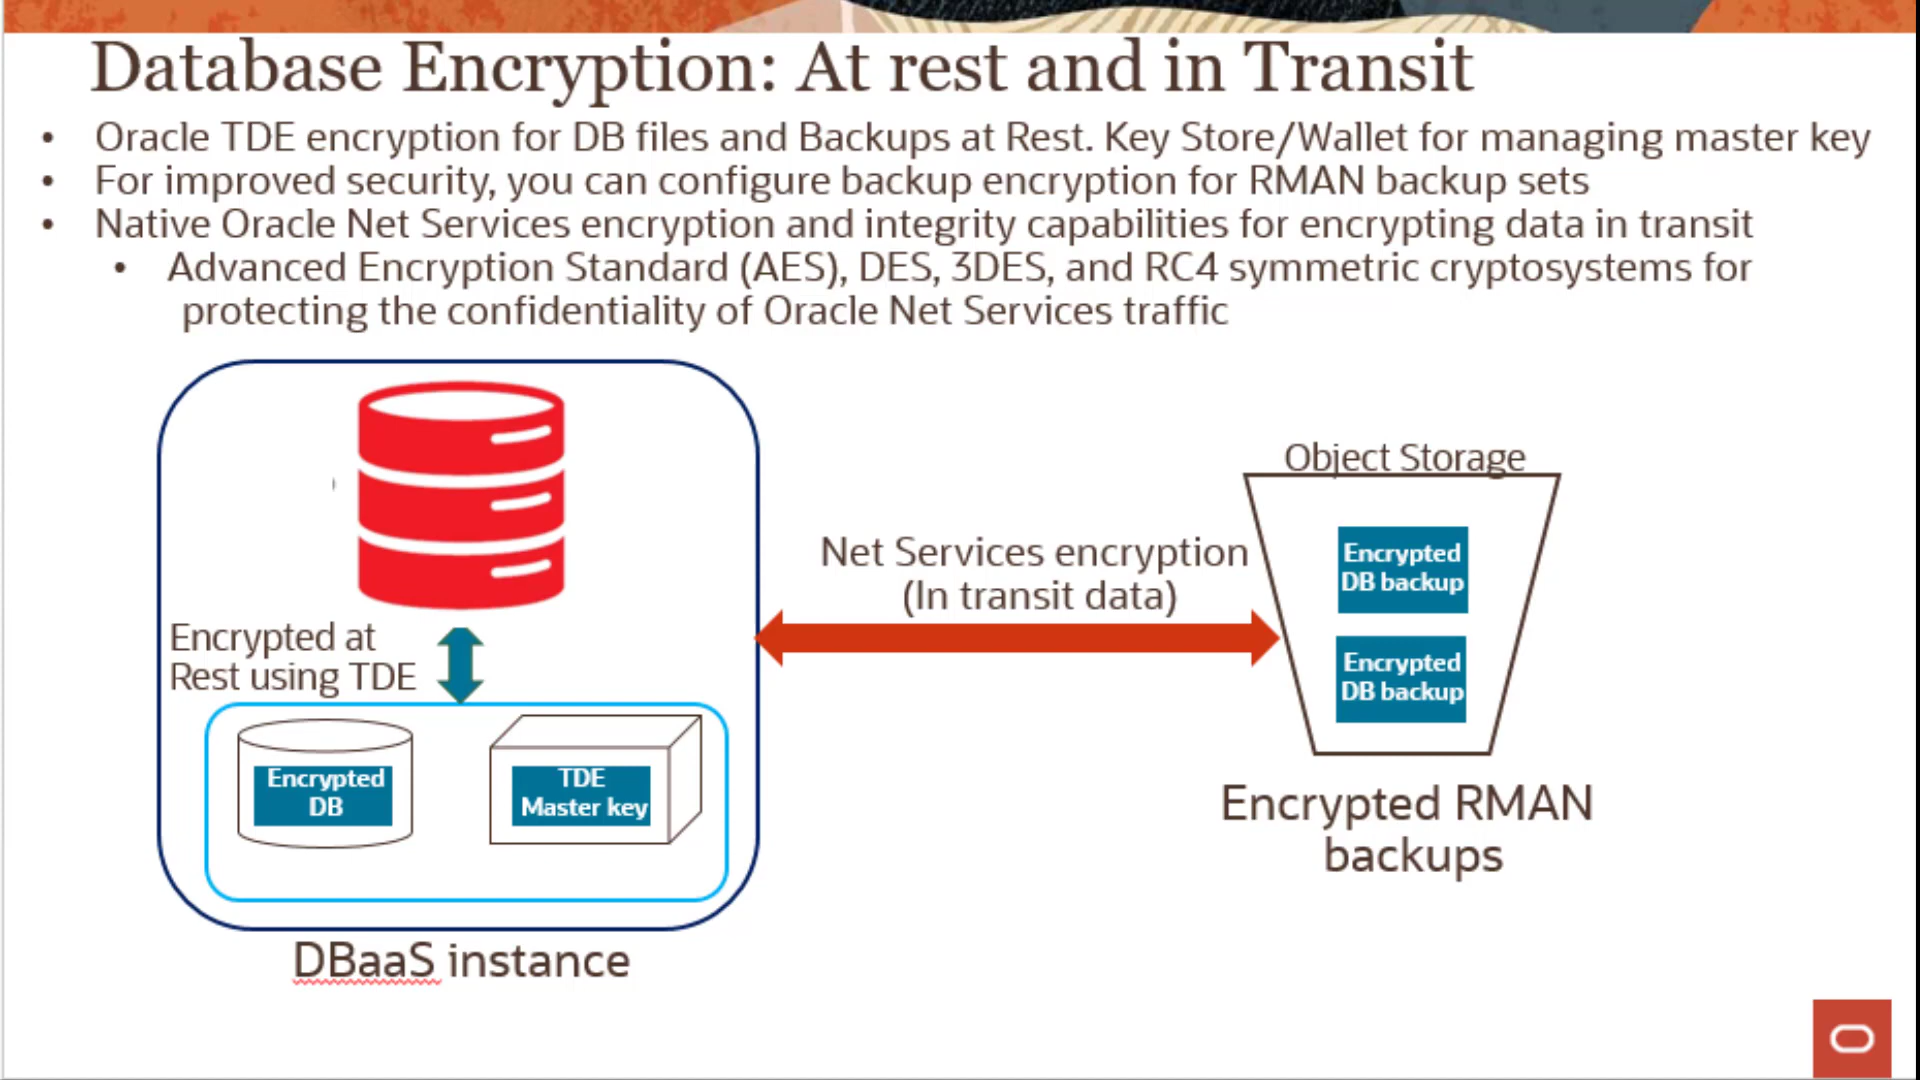 Database Encryption: At rest and in Transit
• Oracle TDE encryption for DB files and Backups at Rest. Key Store/Wallet for managing master key
• For improved security, you can configure backup encryption for RMAN backup sets
• Native Oracle Net Services encryption and integrity capabilities for encrypting data in transit
• Advanced Encryption Standard (AES), DES, 3DES, and RC4 symmetric cryptosystems for
protecting the confidentiality of Oracle Net Services traffic
Object Storage
Net Services encryption
(In transit data)
Encrypted
DB backup
Encrypted
DB backup
Encrypted at
Rest using TDE
Encrypted
DB
TDE
Master key
Encrypted RMAN
backups
DBaaS instance